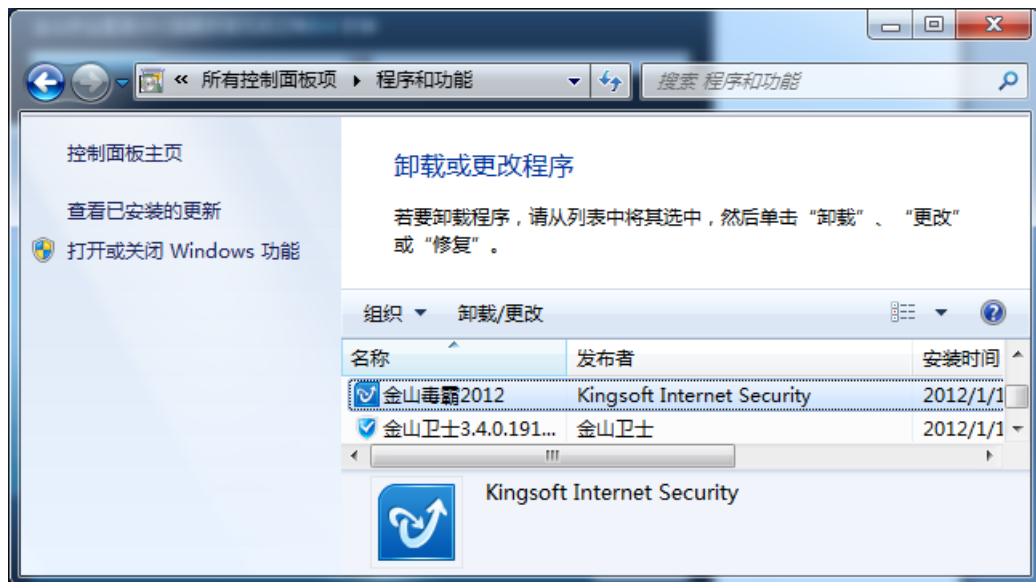 « 所有控制面板项 ▸ 程序和功能
搜索 程序和功能
控制面板主页
查看已安装的更新
打开或关闭 Windows 功能
卸载或更改程序
若要卸载程序，请从列表中将其选中，然后单击“卸载”、“更改”
或“修复”。
组织 卸载/更改
名称 发布者 安装时间
金山毒霸2012 Kingsoft Internet Security 2012/1/1
金山卫士3.4.0.191... 金山卫士 2012/1/1
Kingsoft Internet Security